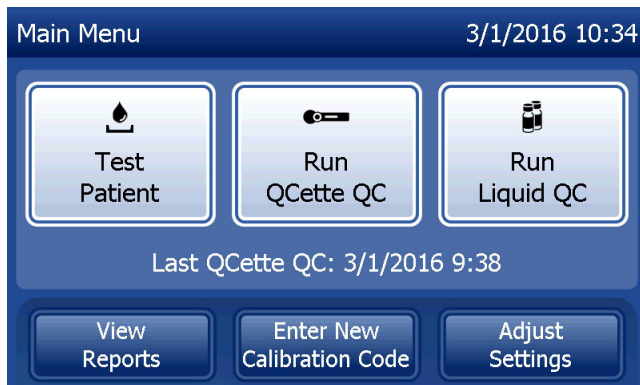 Main Menu 3/1/2016 10:34
Test
Patient
Run
QCette QC
Run
Liquid QC
Last QCette QC: 3/1/2016 9:38
View
Reports
Enter New
Calibration Code
Adjust
Settings